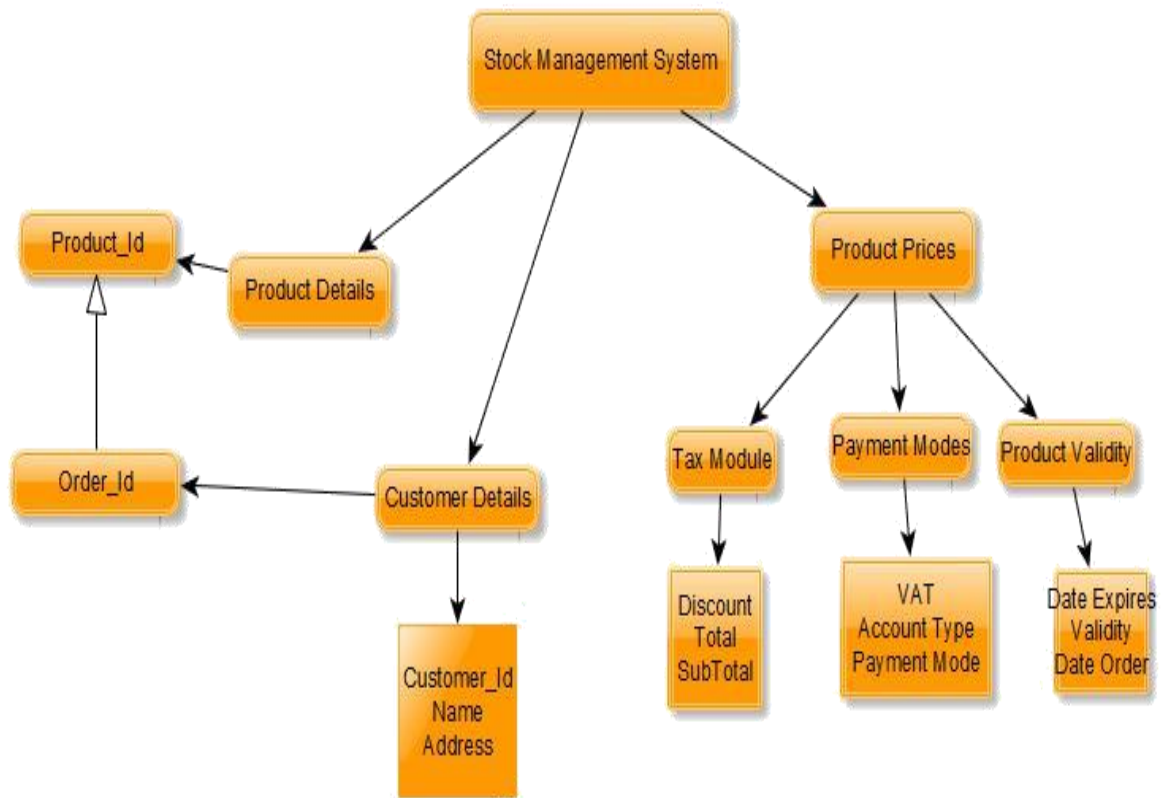 Stock Management System
Product_Id
Product Details
Product Prices
Order_Id
Customer Details
Tax Module
Payment Modes
Product Validity
Customer_Id
Name
Address
Discount
Total
SubTotal
VAT
Account Type
Payment Mode
Date Expires
Validity
Date Order